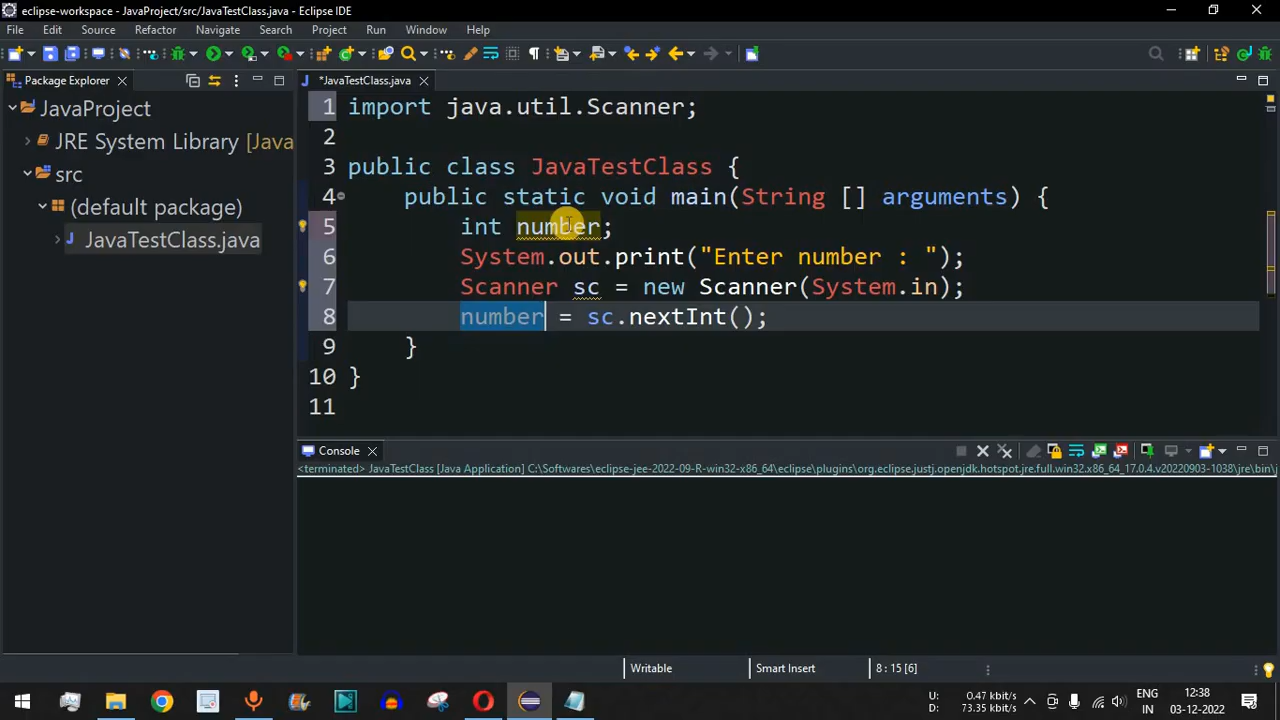 eclipse-workspace - JavaProject/src/JavaTestClass.java - Eclipse IDE
File Edit Source Refactor Navigate Search Project Run Window Help
Package Explorer
*JavaTestClass.java
JavaProject
JRE System Library [Java
src
(default package)
JavaTestClass.java
1 import java.util.Scanner;
2
3 public class JavaTestClass {
4 public static void main(String [] arguments) {
5 int number;
6 System.out.print("Enter number : ");
7 Scanner sc = new Scanner(System.in);
8 number = sc.nextInt();
9 }
10 }
11
Console
<terminated> JavaTestClass [Java Application] C:\Softwares\eclipse-jee-2022-09-R-win32-x86_64\eclipse\plugins\org.eclipse.justj.openjdk.hotspot.jre.full.win32.x86_64_17.0.4.v20220903-1038\jre\bin\j
Writable Smart Insert 8 : 15 [6]
U: 0.47 kbit/s
D: 73.35 kbit/s
ENG
IN
12:38
03-12-2022